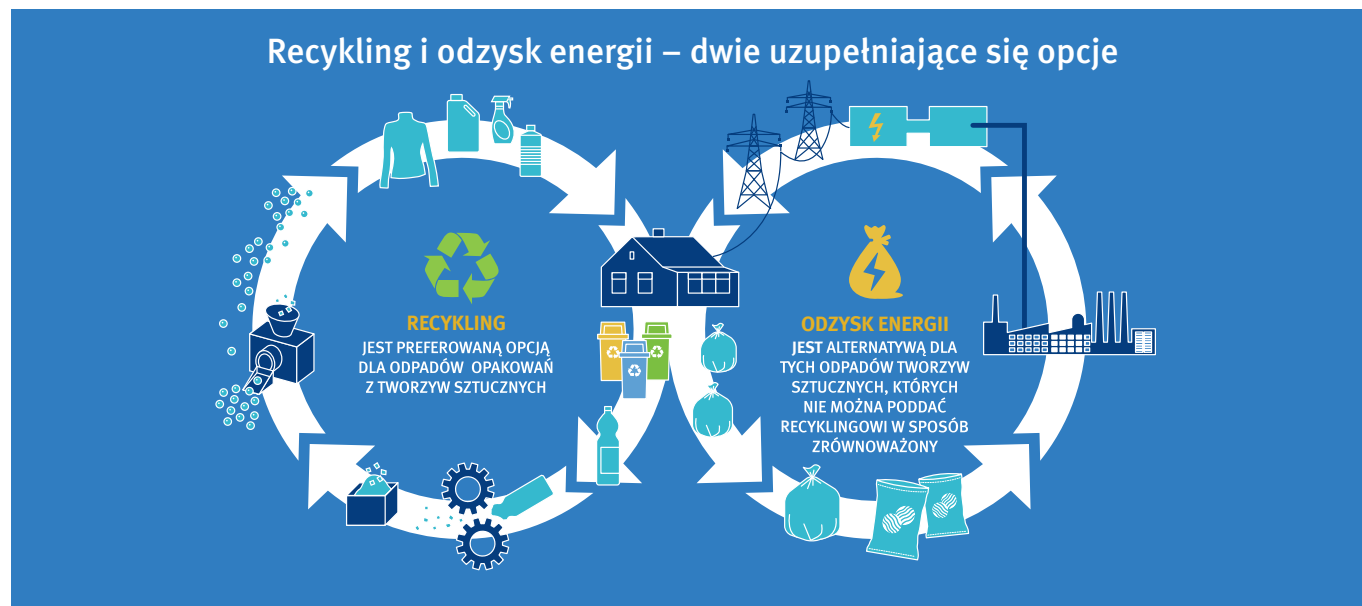 Recykling i odzysk energii – dwie uzupełniające się opcje
RECYKLING
JEST PREFEROWANĄ OPCJĄ
DLA ODPADÓW OPAKOWAŃ
Z TWORZYW SZTUCZNYCH
ODZYSK ENERGII
JEST ALTERNATYWĄ DLA
TYCH ODPADÓW TWORZYW
SZTUCZNYCH, KTÓRYCH
NIE MOŻNA PODDAĆ
RECYKLINGOWI W SPOSÓB
ZRÓWNOWAŻONY